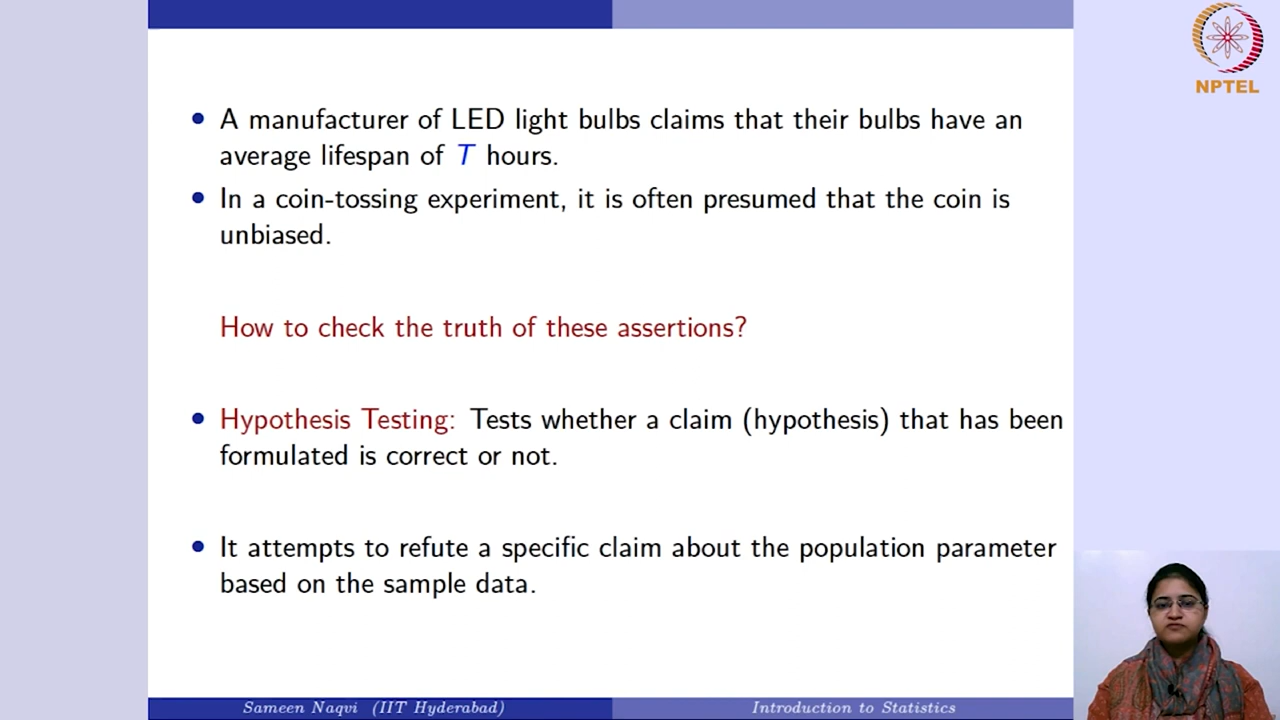 NPTEL
• A manufacturer of LED light bulbs claims that their bulbs have an
average lifespan of T hours.
• In a coin-tossing experiment, it is often presumed that the coin is
unbiased.
How to check the truth of these assertions?
• Hypothesis Testing: Tests whether a claim (hypothesis) that has been
formulated is correct or not.
• It attempts to refute a specific claim about the population parameter
based on the sample data.
Sameen Naqvi (IIT Hyderabad)
Introduction to Statistics